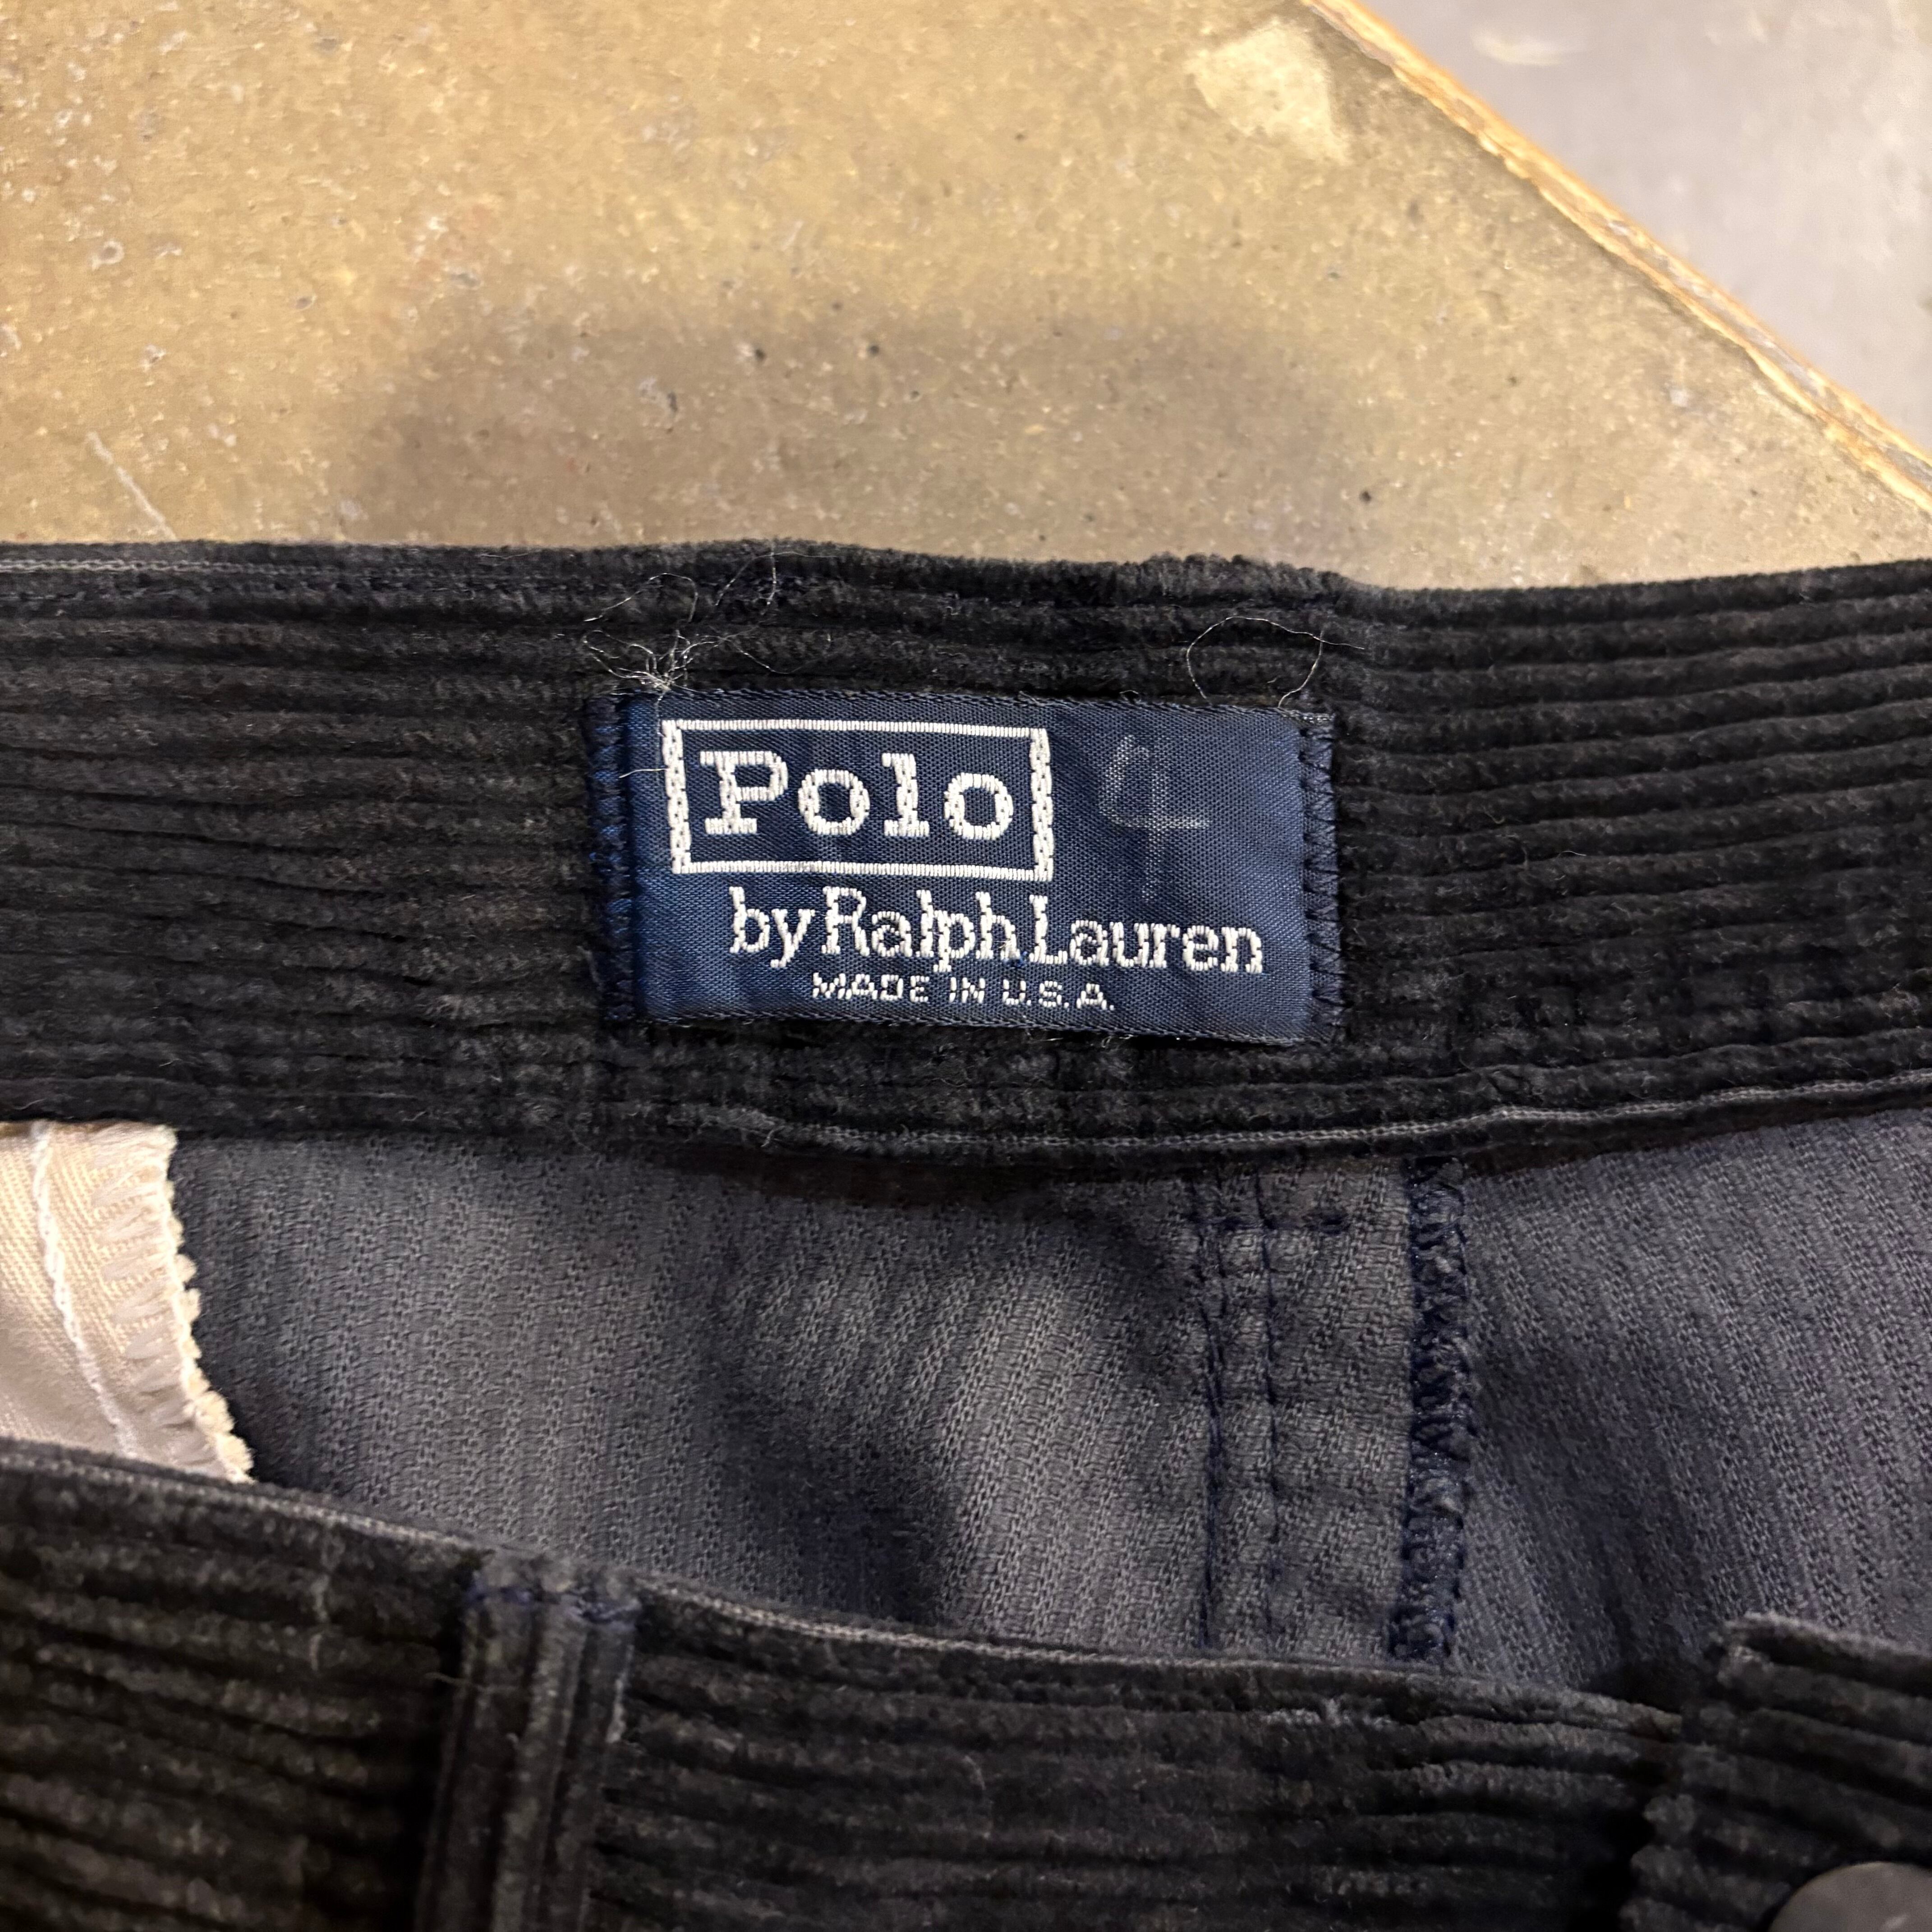 Polo 4
by Ralph Lauren
MADE IN U.S.A.